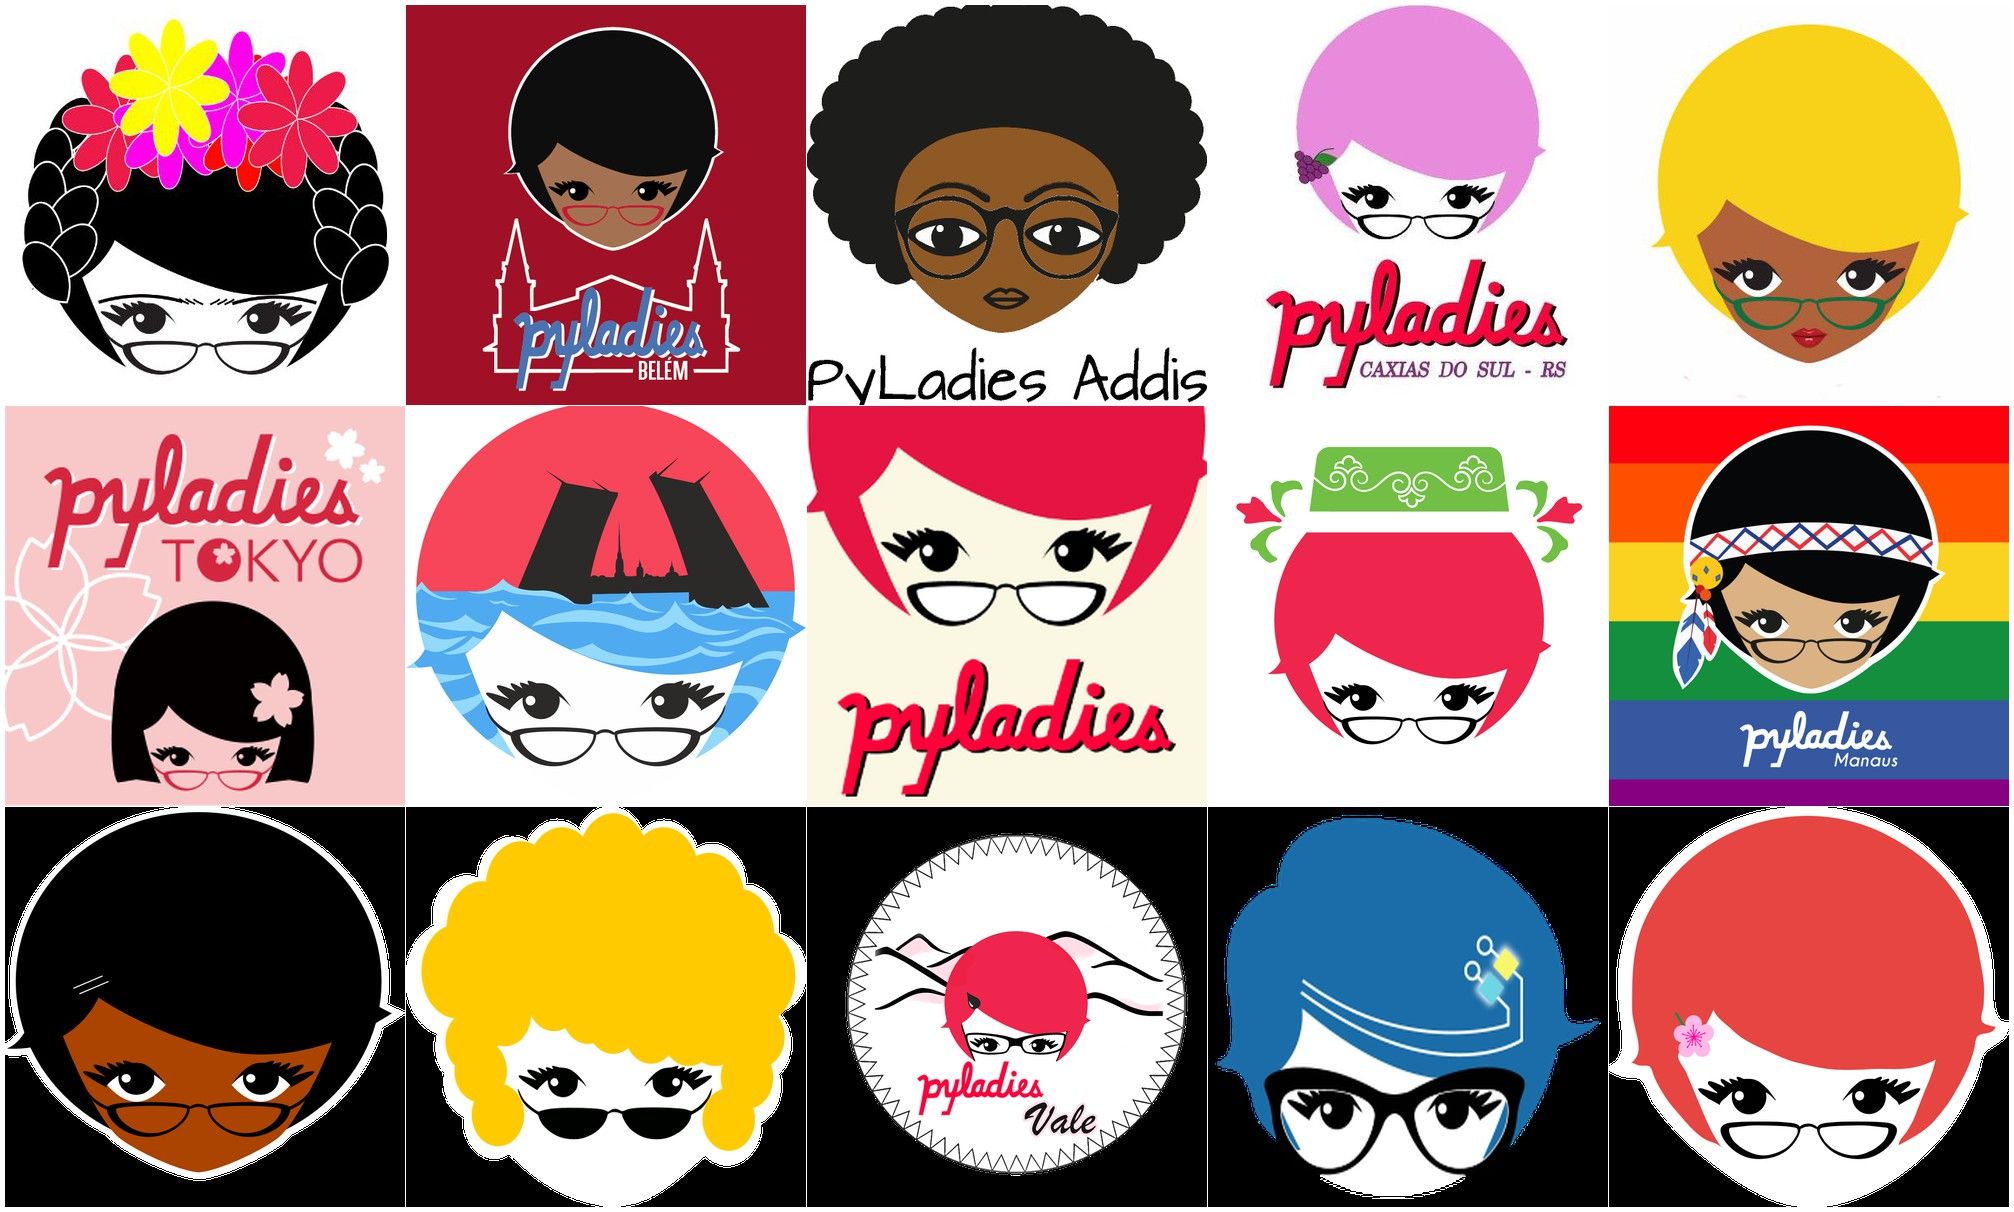 pyladies
BELÉM
PyLadies Addis
pyladies
CAXIAS DO SUL - RS
pyladies
TOKYO
pyladies
pyladies
Manaus
pyladies
Vale